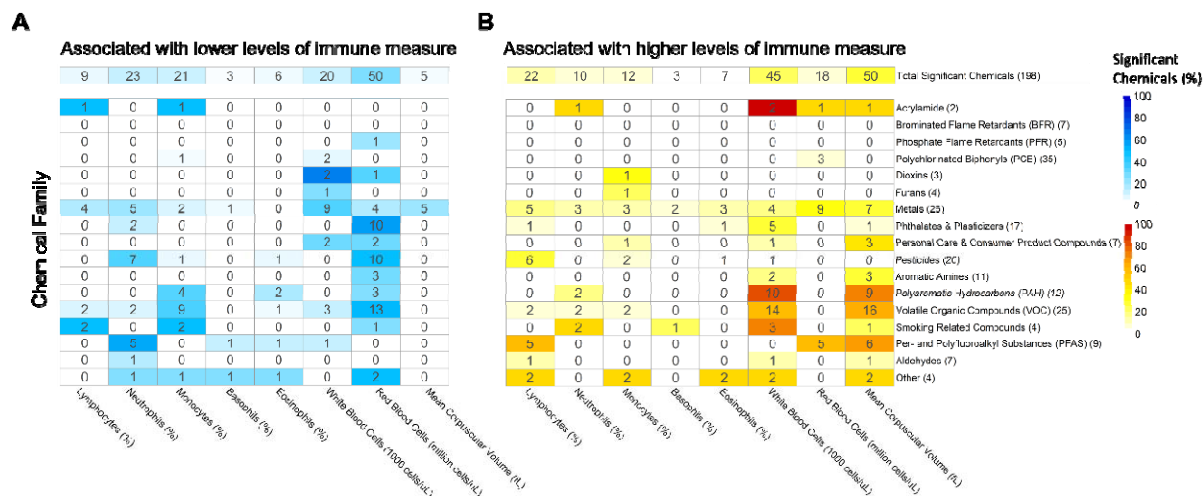 A
B
Associated with lower levels of immune measure
Associated with higher levels of immune measure
Significant
Chemicals (%)
9 23 21 3 6 20 50 5
22 10 12 3 7 45 18 50 Total Significant Chemicals (198)
1 0 1 0 0 0 0 0
0 1 0 0 0 2 1 1 Acrylamide (2)
0 0 0 0 0 0 0 0
0 0 0 0 0 0 0 0 Brominated Flame Retardants (BFR) (7)
0 0 0 0 0 0 1 0
0 0 0 0 0 0 0 0 Phosphate Flame Retardants (PFR) (5)
0 0 1 0 0 2 0 0
0 0 0 0 0 0 3 0 Polychlorinated Biphenyls (PCB) (35)
0 0 0 0 0 2 1 0
0 0 1 0 0 0 0 0 Dioxins (3)
0 0 0 0 0 1 0 0
0 0 1 0 0 0 0 0 Furans (4)
4 5 2 1 0 9 4 5
5 3 3 2 3 4 9 7 Metals (25)
0 2 0 0 0 0 10 0
1 0 0 0 1 5 0 1 Phthalates & Plasticizers (17)
0 0 0 0 0 2 2 0
0 0 1 0 0 1 0 3 Personal Care & Consumer Product Compounds (7)
0 7 1 0 1 0 10 0
6 0 2 0 1 1 0 0 Pesticides (20)
0 0 0 0 0 0 3 0
0 0 0 0 0 2 0 3 Aromatic Amines (11)
0 0 4 0 2 0 3 0
0 2 0 0 0 10 0 9 Polyaromatic Hydrocarbons (PAH) (12)
2 2 9 0 1 3 13 0
2 2 2 0 0 14 0 16 Volatile Organic Compounds (VOC) (25)
2 0 2 0 0 0 1 0
0 2 0 1 0 3 0 1 Smoking Related Compounds (4)
0 5 0 1 1 1 0 0
5 0 0 0 0 0 5 6 Per- and Polyfluoroalkyl Substances (PFAS) (9)
0 1 0 0 0 0 0 0
1 0 0 0 0 1 0 1 Aldehydes (7)
0 1 1 1 1 0 2 0
2 0 2 0 2 2 0 2 Other (4)
Chemical Family
Lymphocytes (%)
Neutrophils (%)
Monocytes (%)
Basophils (%)
Eosinophils (%)
White Blood Cells (1000 cells/uL)
Red Blood Cells (million cells/uL)
Mean Corpuscular Volume (fL)
Lymphocytes (%)
Neutrophils (%)
Monocytes (%)
Basophils (%)
Eosinophils (%)
White Blood Cells (1000 cells/uL)
Red Blood Cells (million cells/uL)
Mean Corpuscular Volume (fL)
100
80
60
40
20
0
100
80
60
40
20
0